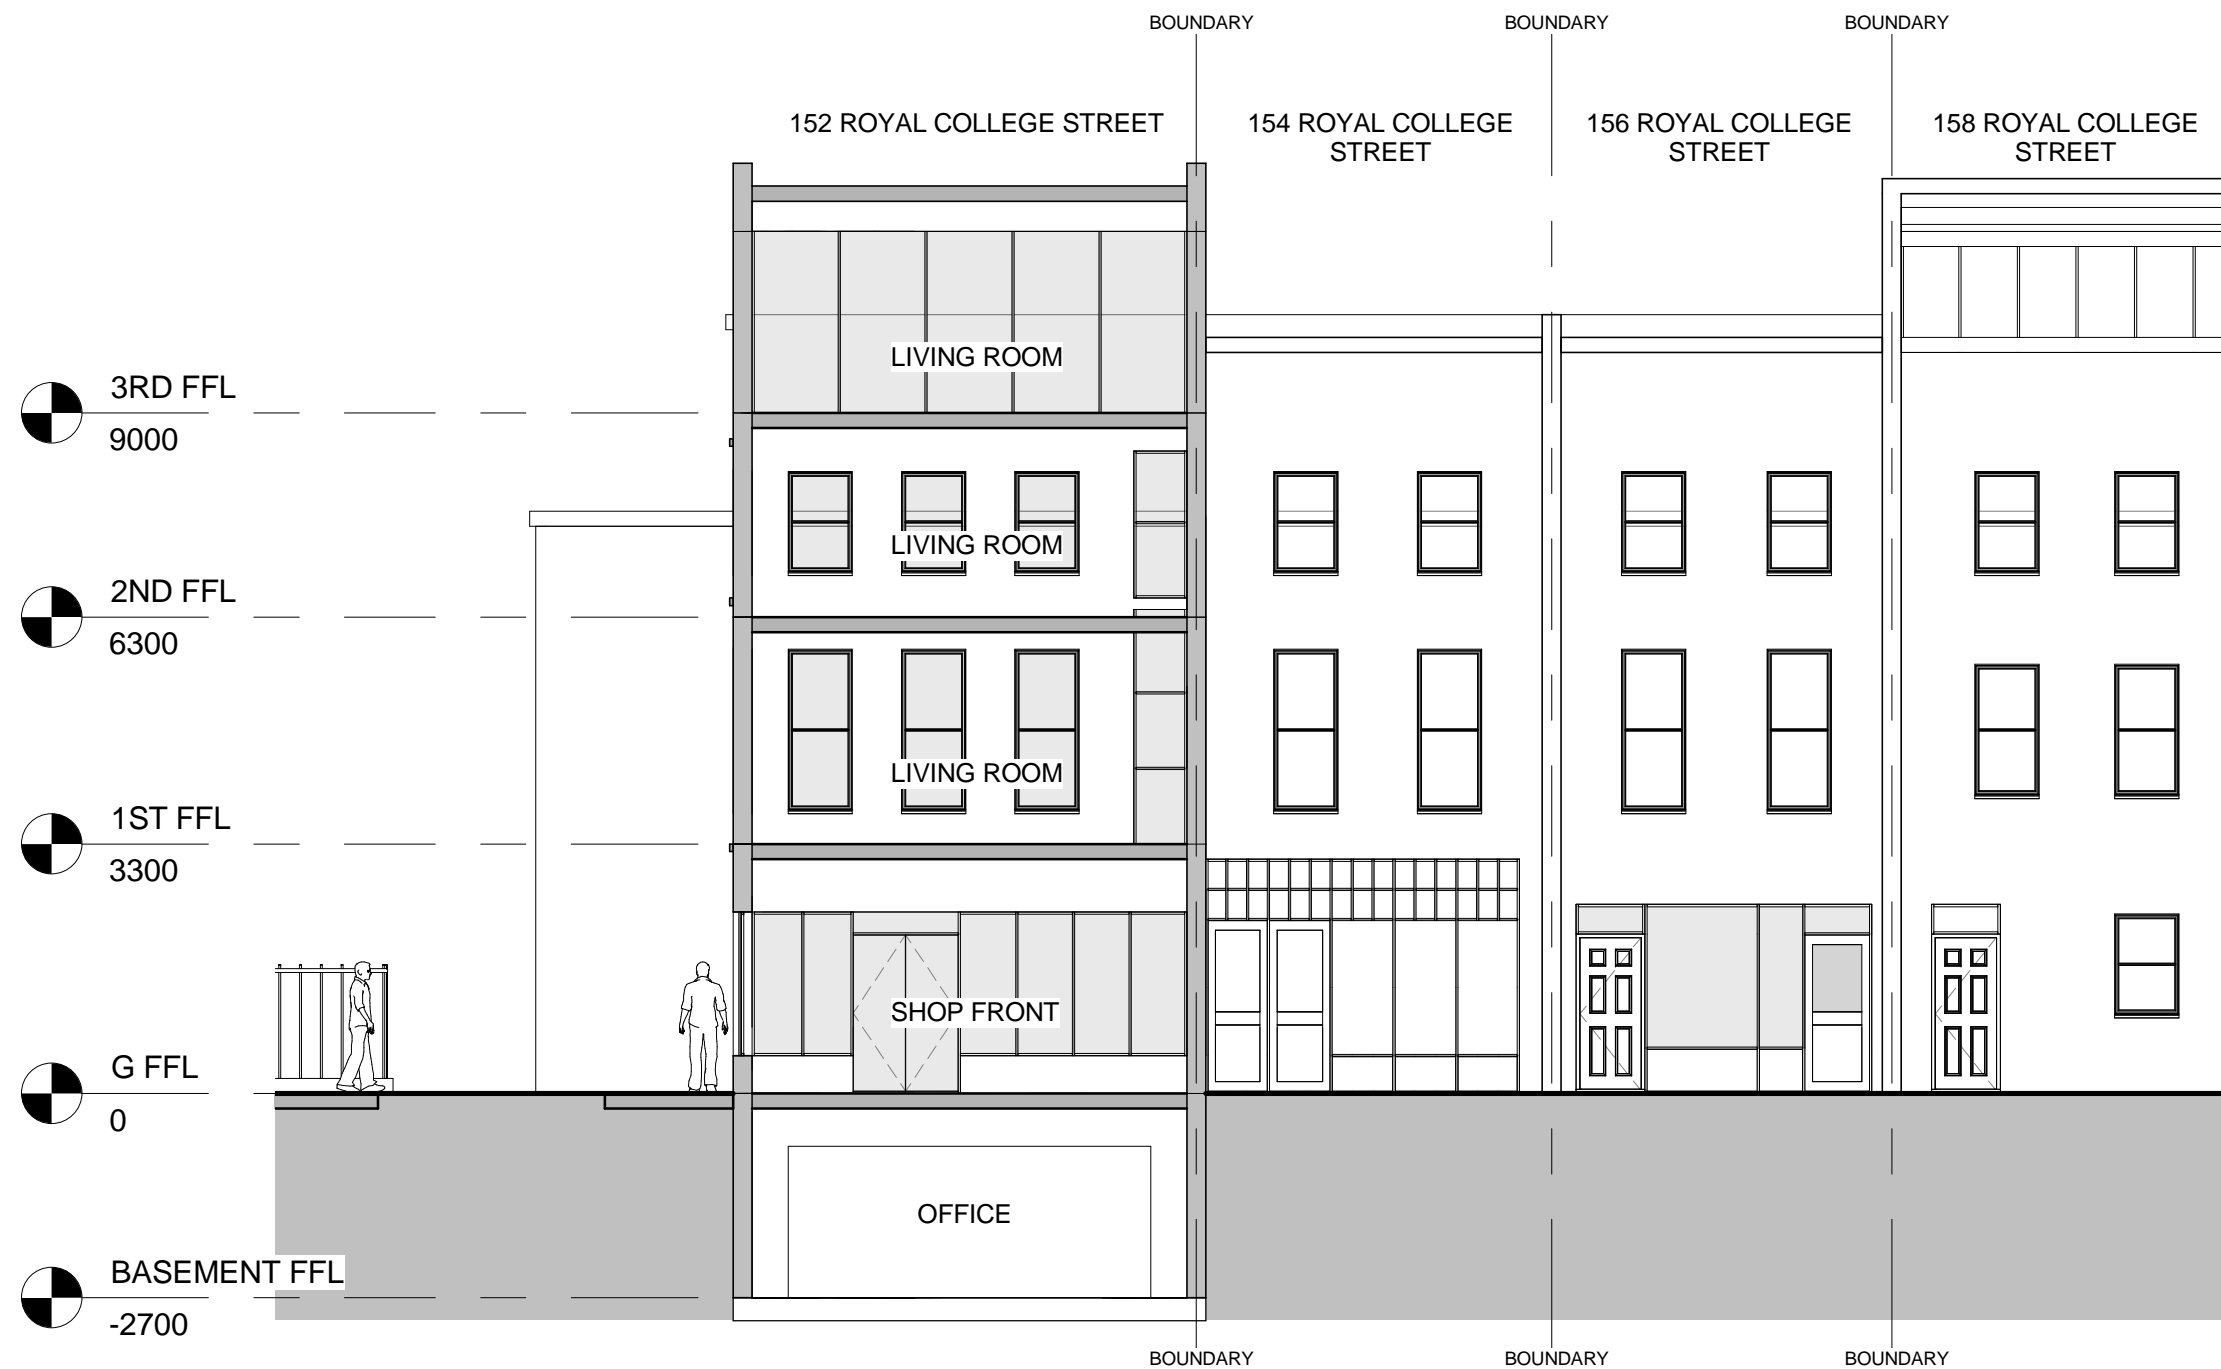 BOUNDARY
BOUNDARY
BOUNDARY
152 ROYAL COLLEGE STREET
154 ROYAL COLLEGE
STREET
156 ROYAL COLLEGE
STREET
158 ROYAL COLLEGE
STREET
LIVING ROOM
3RD FFL
9000
LIVING ROOM
2ND FFL
6300
LIVING ROOM
1ST FFL
3300
SHOP FRONT
G FFL
0
OFFICE
BASEMENT FFL
-2700
BOUNDARY
BOUNDARY
BOUNDARY